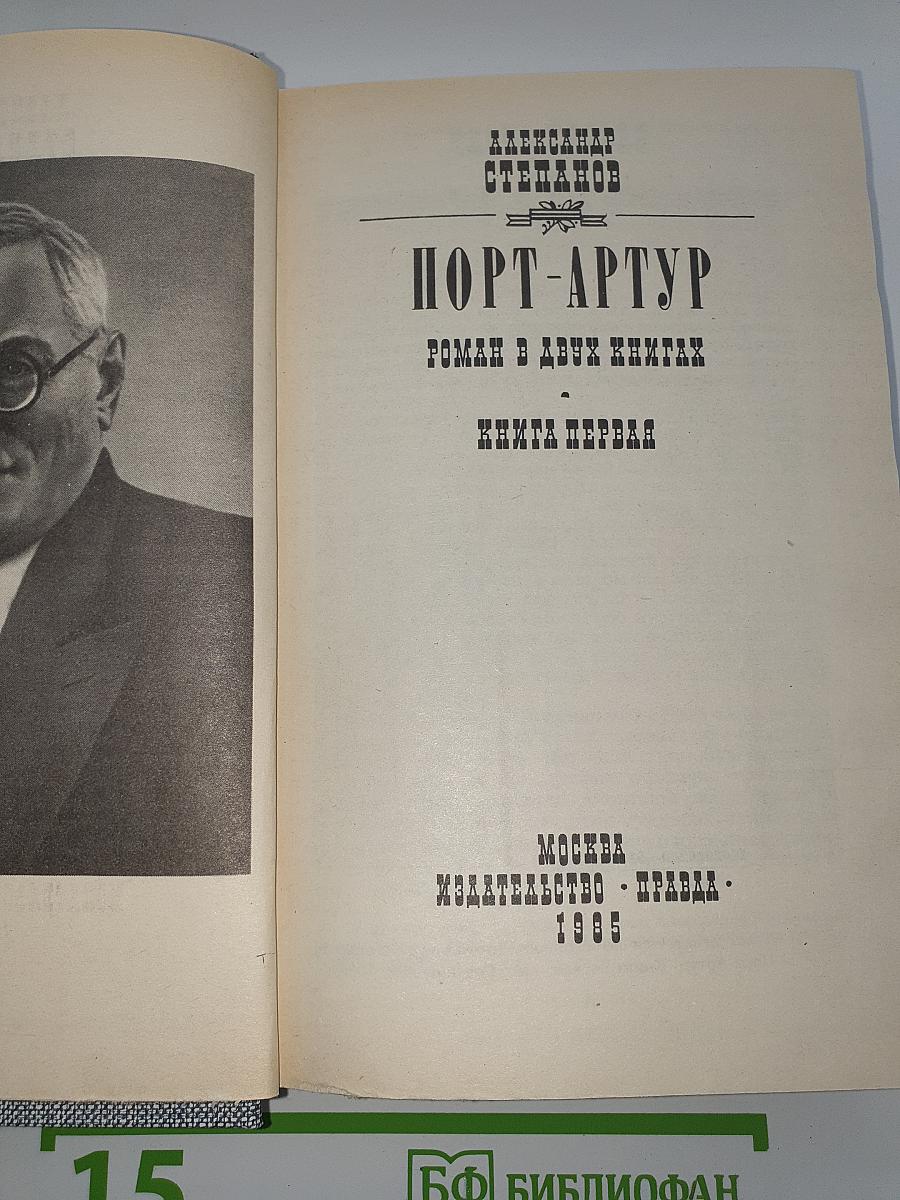 АЛЕКСАНДР
СТЕПАНОВ
ПОРТ-АРТУР
РОМАН В ДВУХ КНИГАХ
КНИГА ПЕРВАЯ
МОСКВА
ИЗДАТЕЛЬСТВО •ПРАВДА•
1985
15
БФ БИБЛИОФАН